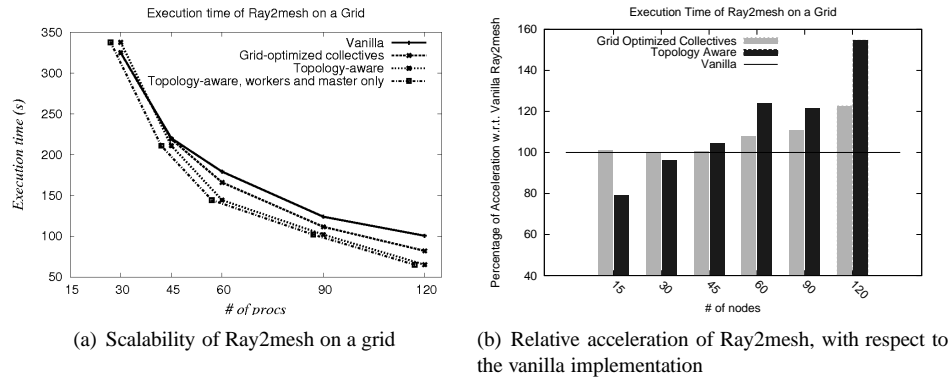 Execution time of Ray2mesh on a Grid
Execution time (s)
350
300
250
200
150
100
50
15
30
45
60
90
120
# of procs
Vanilla
Grid-optimized collectives
Topology-aware
Topology-aware, workers and master only
(a) Scalability of Ray2mesh on a grid
Execution Time of Ray2mesh on a Grid
Percentage of Acceleration w.r.t. Vanilla Ray2mesh
160
140
120
100
80
60
40
15
30
45
60
90
120
# of nodes
Grid Optimized Collectives
Topology Aware
Vanilla
(b) Relative acceleration of Ray2mesh, with respect to
the vanilla implementation